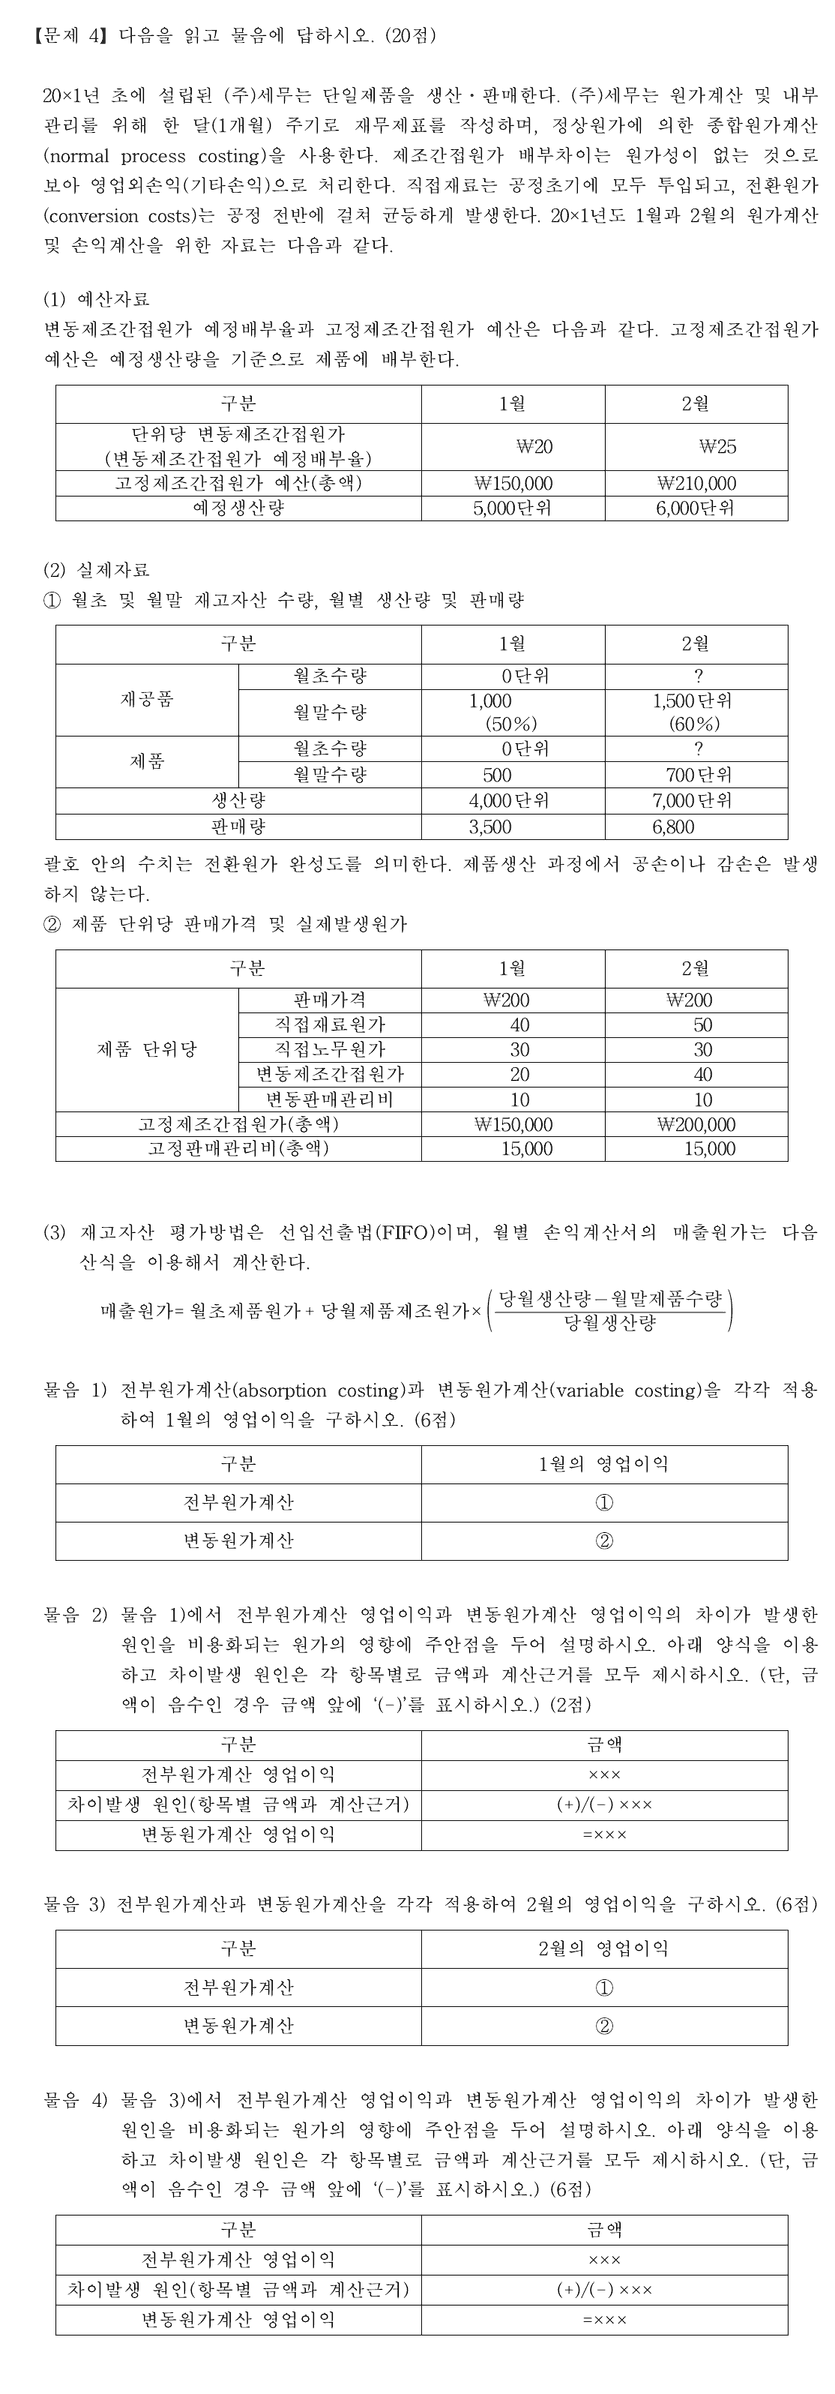 【문제 4】 다음을 읽고 물음에 답하시오. (20점)
20×1년 초에 설립된 (주)세무는 단일제품을 생산·판매한다. (주)세무는 원가계산 및 내부
관리를 위해 한 달(1개월) 주기로 재무제표를 작성하며, 정상원가에 의한 종합원가계산
(normal process costing)을 사용한다. 제조간접원가 배부차이는 원가성이 없는 것으로
보아 영업외손익(기타손익)으로 처리한다. 직접재료는 공정초기에 모두 투입되고, 전환원가
(conversion costs)는 공정 전반에 걸쳐 균등하게 발생한다. 20×1년도 1월과 2월의 원가계산
및 손익계산을 위한 자료는 다음과 같다.
(1) 예산자료
변동제조간접원가 예정배부율과 고정제조간접원가 예산은 다음과 같다. 고정제조간접원가
예산은 예정생산량을 기준으로 제품에 배부한다.
구분 1월 2월
단위당 변동제조간접원가
(변동제조간접원가 예정배부율) ₩20 ₩25
고정제조간접원가 예산(총액) ₩150,000 ₩210,000
예정생산량 5,000단위 6,000단위
(2) 실제자료
① 월초 및 월말 재고자산 수량, 월별 생산량 및 판매량
구분 1월 2월
재공품 월초수량 0단위 ?
월말수량 1,000 1,500단위
(50%) (60%)
제품 월초수량 0단위 ?
월말수량 500 700단위
생산량 4,000단위 7,000단위
판매량 3,500 6,800
괄호 안의 수치는 전환원가 완성도를 의미한다. 제품생산 과정에서 공손이나 감손은 발생
하지 않는다.
② 제품 단위당 판매가격 및 실제발생원가
구분 1월 2월
제품 단위당 판매가격 ₩200 ₩200
직접재료원가 40 50
직접노무원가 30 30
변동제조간접원가 20 40
변동판매관리비 10 10
고정제조간접원가(총액) ₩150,000 ₩200,000
고정판매관리비(총액) 15,000 15,000
(3) 재고자산 평가방법은 선입선출법(FIFO)이며, 월별 손익계산서의 매출원가는 다음
산식을 이용해서 계산한다.
매출원가= 월초제품원가+ 당월제품제조원가×(당월생산량−월말제품수량
당월생산량)
물음 1) 전부원가계산(absorption costing)과 변동원가계산(variable costing)을 각각 적용
하여 1월의 영업이익을 구하시오. (6점)
구분 1월의 영업이익
전부원가계산 ①
변동원가계산 ②
물음 2) 물음 1)에서 전부원가계산 영업이익과 변동원가계산 영업이익의 차이가 발생한
원인을 비용화되는 원가의 영향에 주안점을 두어 설명하시오. 아래 양식을 이용
하고 차이발생 원인은 각 항목별로 금액과 계산근거를 모두 제시하시오. (단, 금
액이 음수인 경우 금액 앞에 ‘(-)’를 표시하시오.) (2점)
구분 금액
전부원가계산 영업이익 ×××
차이발생 원인(항목별 금액과 계산근거) (+)/(-) ×××
변동원가계산 영업이익 =×××
물음 3) 전부원가계산과 변동원가계산을 각각 적용하여 2월의 영업이익을 구하시오. (6점)
구분 2월의 영업이익
전부원가계산 ①
변동원가계산 ②
물음 4) 물음 3)에서 전부원가계산 영업이익과 변동원가계산 영업이익의 차이가 발생한
원인을 비용화되는 원가의 영향에 주안점을 두어 설명하시오. 아래 양식을 이용
하고 차이발생 원인은 각 항목별로 금액과 계산근거를 모두 제시하시오. (단, 금
액이 음수인 경우 금액 앞에 ‘(-)’를 표시하시오.) (6점)
구분 금액
전부원가계산 영업이익 ×××
차이발생 원인(항목별 금액과 계산근거) (+)/(-) ×××
변동원가계산 영업이익 =×××